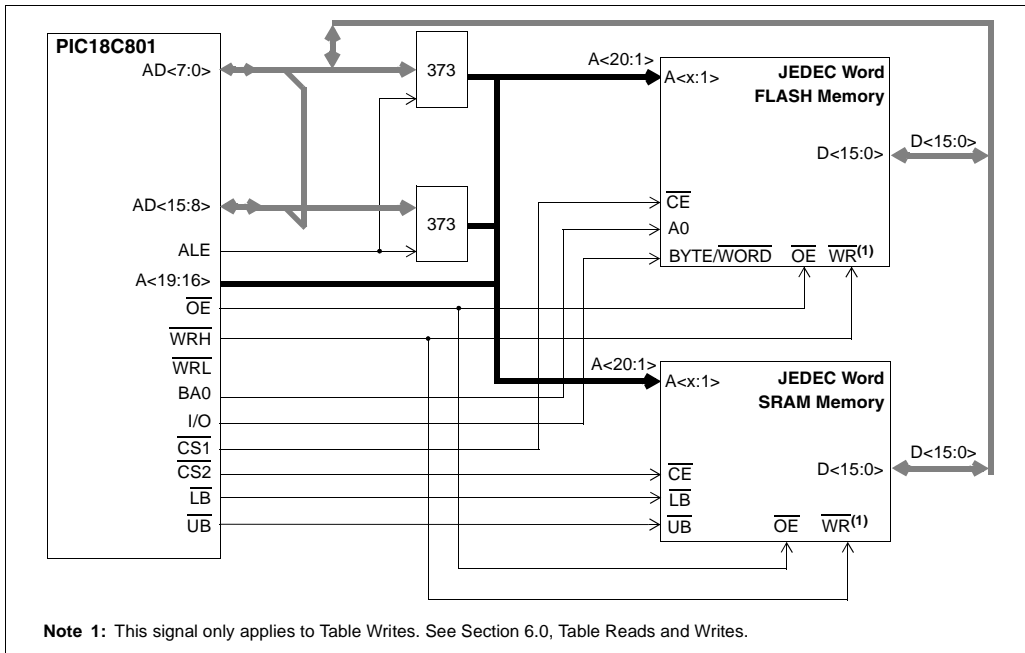 PIC18C801
AD<7:0>
AD<15:8>
ALE
A<19:16>
OE
WRH
WRL
BA0
I/O
CS1
CS2
LB
UB
373
373
A<20:1>
A<x:1>
JEDEC Word
FLASH Memory
D<15:0>
D<15:0>
CE
A0
BYTE/WORD OE WR(1)
A<20:1>
A<x:1>
JEDEC Word
SRAM Memory
D<15:0>
D<15:0>
CE
LB
UB OE WR(1)
Note 1: This signal only applies to Table Writes. See Section 6.0, Table Reads and Writes.